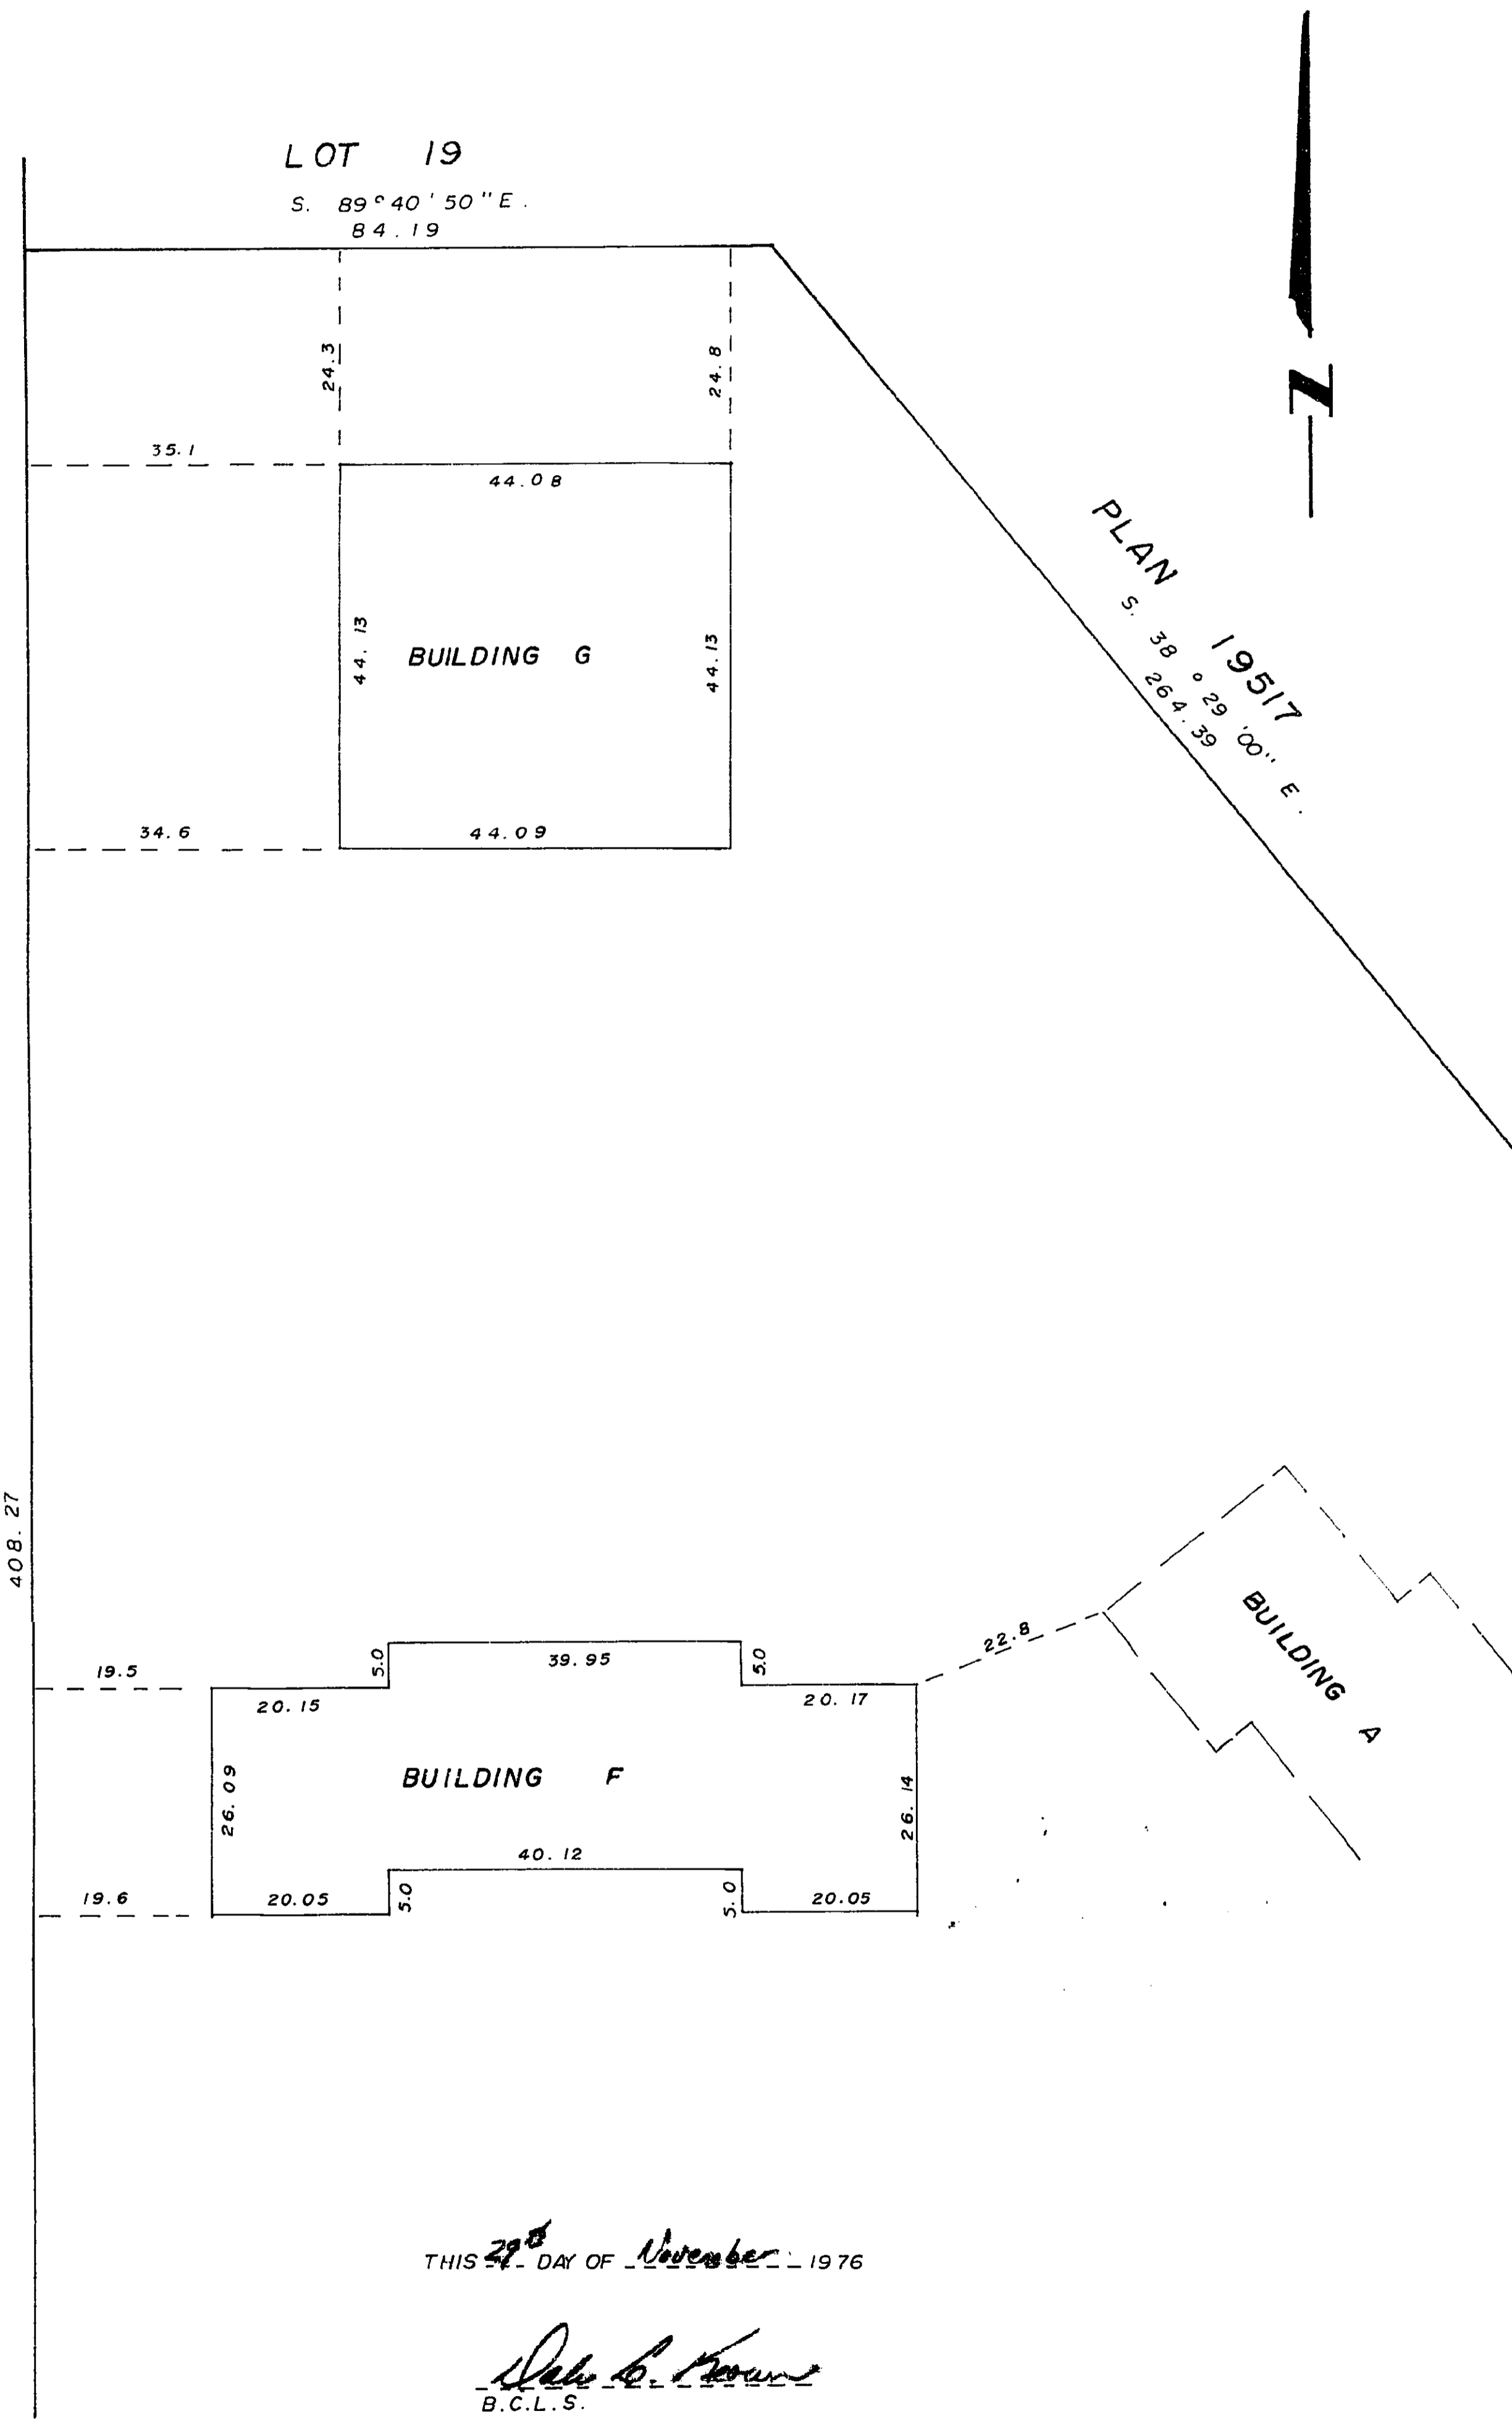 LOT 19
S. 89°40'50"E.
84.19
N
24.3
24.8
35.1
44.08
PLAN 19517
S. 38°29'00" E.
264.39
44.13
BUILDING G
44.13
34.6
44.09
408.27
22.8
BUILDING A
19.5
5.0
39.95
5.0
20.15
20.17
26.09
BUILDING F
26.14
40.12
19.6
20.05
5.0
5.0
20.05
THIS 29th DAY OF November 1976
B.C.L.S.